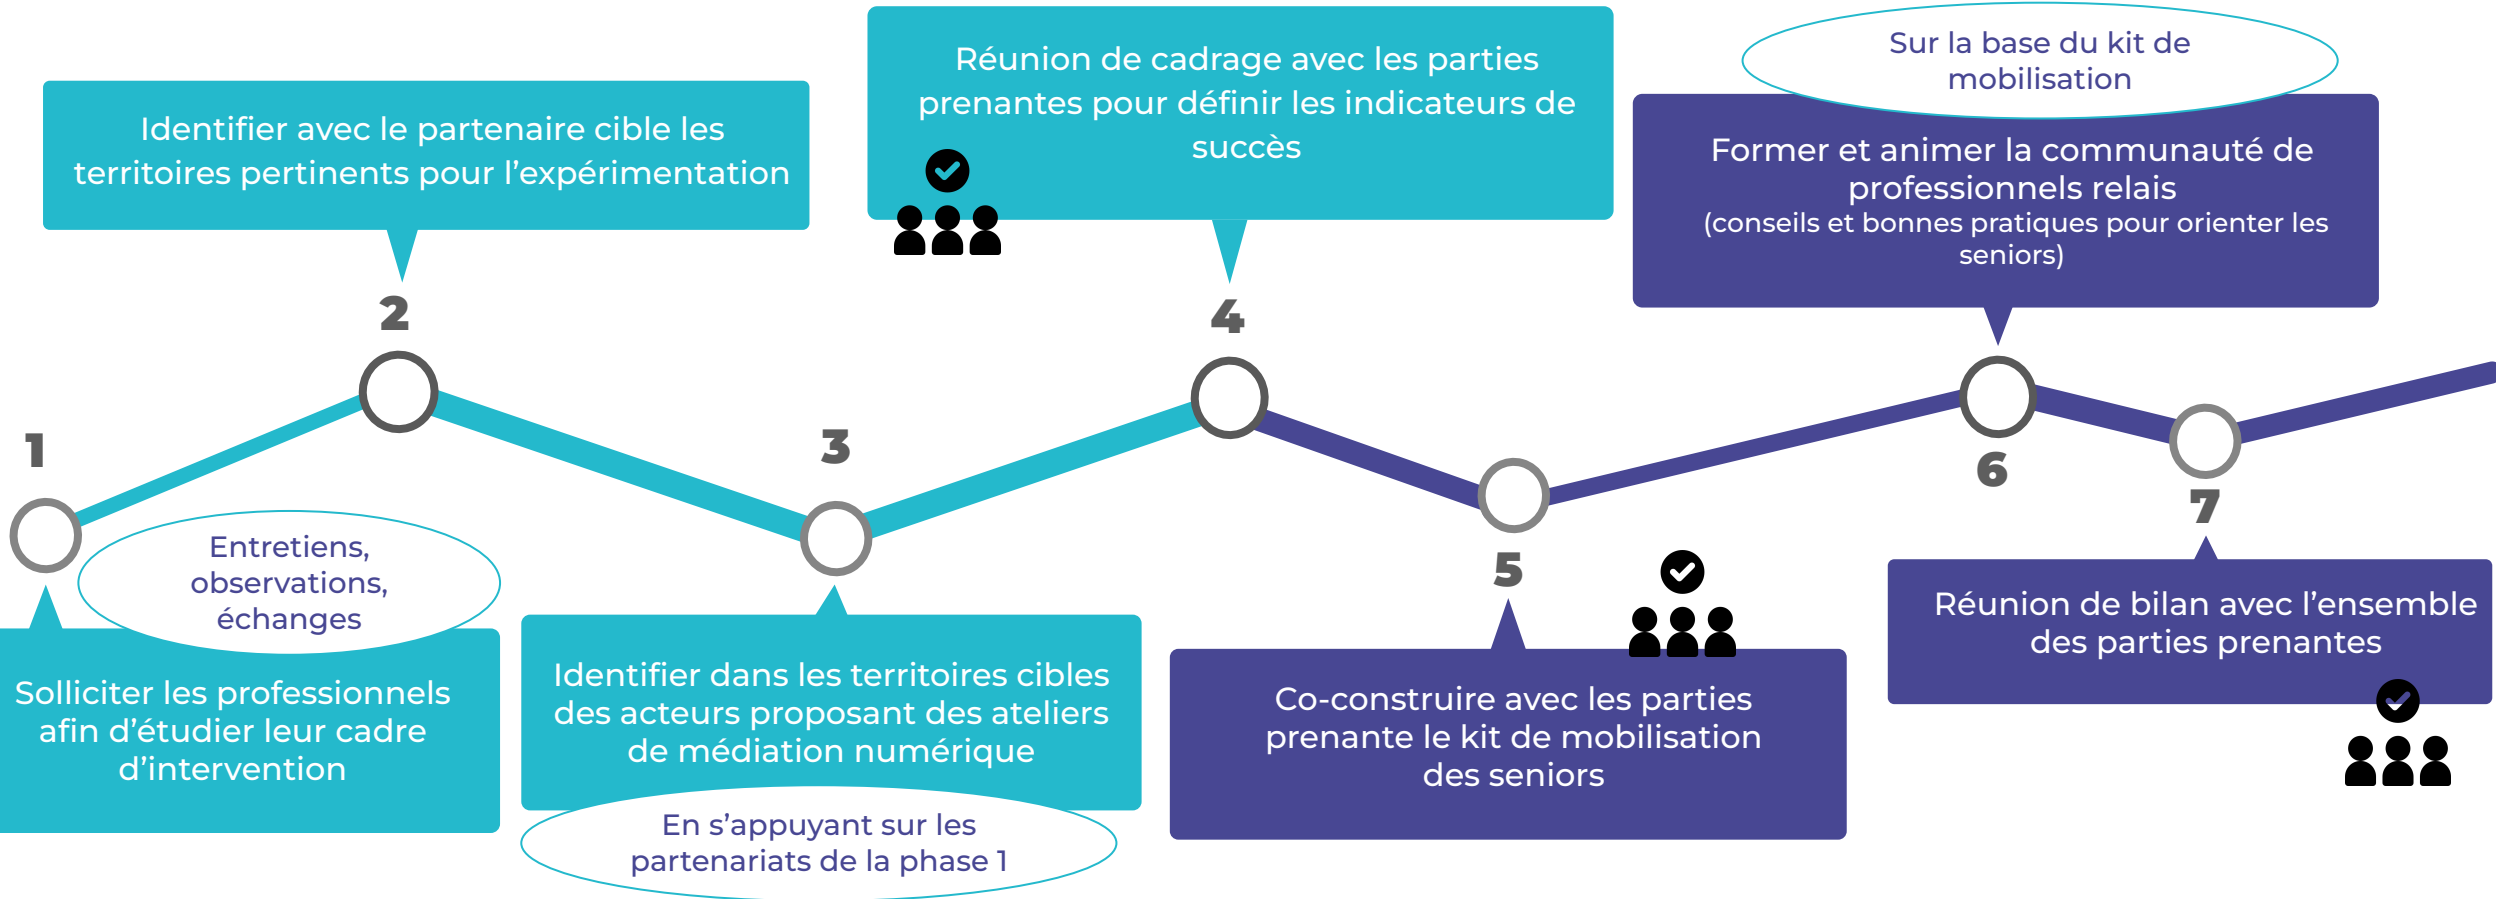 1
Entretiens,
observations,
échanges
Solliciter les professionnels
afin d’étudier leur cadre
d’intervention
Identifier avec le partenaire cible les
territoires pertinents pour l’expérimentation
2
3
Identifier dans les territoires cibles
des acteurs proposant des ateliers
de médiation numérique
En s’appuyant sur les
partenariats de la phase 1
Réunion de cadrage avec les parties
prenantes pour définir les indicateurs de
succès
4
5
Co-construire avec les parties
prenante le kit de mobilisation
des seniors
Sur la base du kit de
mobilisation
Former et animer la communauté de
professionnels relais
(conseils et bonnes pratiques pour orienter les
seniors)
6
7
Réunion de bilan avec l’ensemble
des parties prenantes